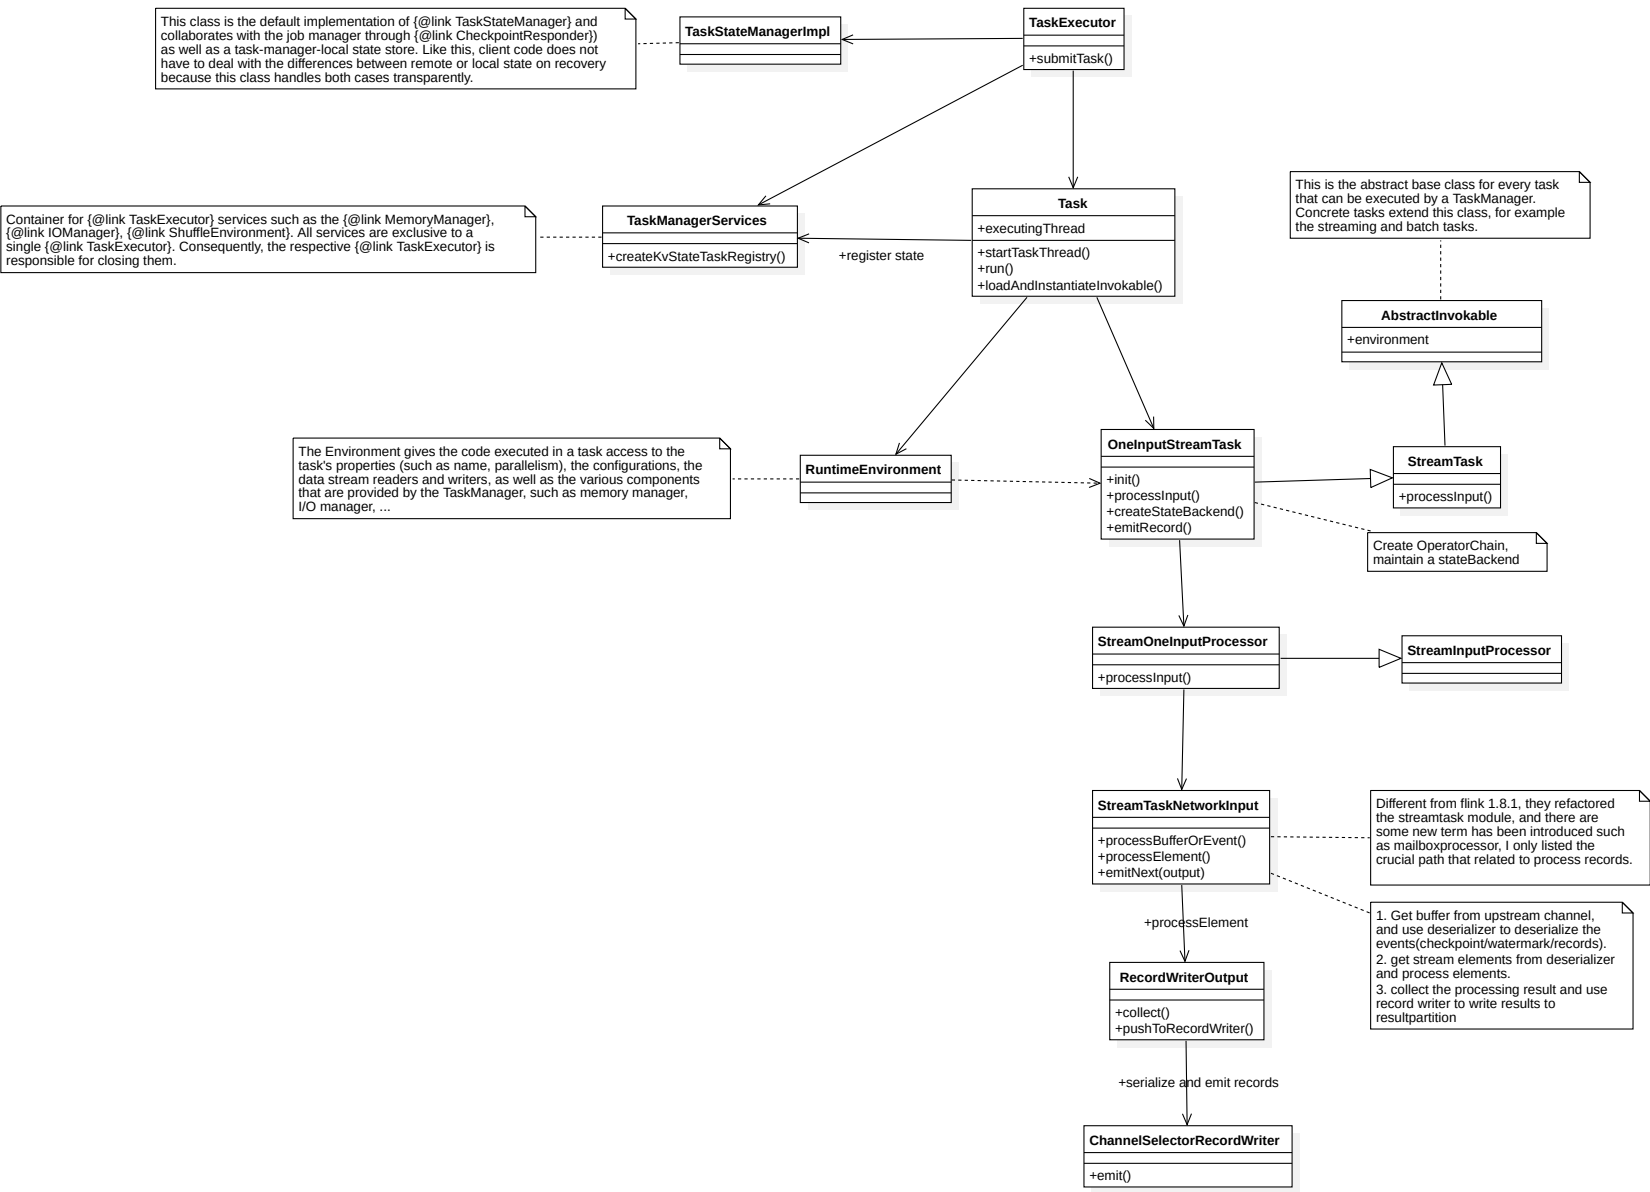 This class is the default implementation of {@link TaskStateManager} and
collaborates with the job manager through {@link CheckpointResponder})
as well as a task-manager-local state store. Like this, client code does not
have to deal with the differences between remote or local state on recovery
because this class handles both cases transparently.
TaskStateManagerImpl
TaskExecutor
+submitTask()
Container for {@link TaskExecutor} services such as the {@link MemoryManager},
{@link IOManager}, {@link ShuffleEnvironment}. All services are exclusive to a
single {@link TaskExecutor}. Consequently, the respective {@link TaskExecutor} is
responsible for closing them.
TaskManagerServices
+createKvStateTaskRegistry()
+register state
Task
+executingThread
+startTaskThread()
+run()
+loadAndInstantiateInvokable()
This is the abstract base class for every task
that can be executed by a TaskManager.
Concrete tasks extend this class, for example
the streaming and batch tasks.
AbstractInvokable
+environment
The Environment gives the code executed in a task access to the
task's properties (such as name, parallelism), the configurations, the
data stream readers and writers, as well as the various components
that are provided by the TaskManager, such as memory manager,
I/O manager, ...
RuntimeEnvironment
OneInputStreamTask
+init()
+processInput()
+createStateBackend()
+emitRecord()
StreamTask
+processInput()
Create OperatorChain,
maintain a stateBackend
StreamOneInputProcessor
+processInput()
StreamInputProcessor
StreamTaskNetworkInput
+processBufferOrEvent()
+processElement()
+emitNext(output)
Different from flink 1.8.1, they refactored
the streamtask module, and there are
some new term has been introduced such
as mailboxprocessor, I only listed the
crucial path that related to process records.
+processElement
1. Get buffer from upstream channel,
and use deserializer to deserialize the
events(checkpoint/watermark/records).
2. get stream elements from deserializer
and process elements.
3. collect the processing result and use
record writer to write results to
resultpartition
RecordWriterOutput
+collect()
+pushToRecordWriter()
+serialize and emit records
ChannelSelectorRecordWriter
+emit()